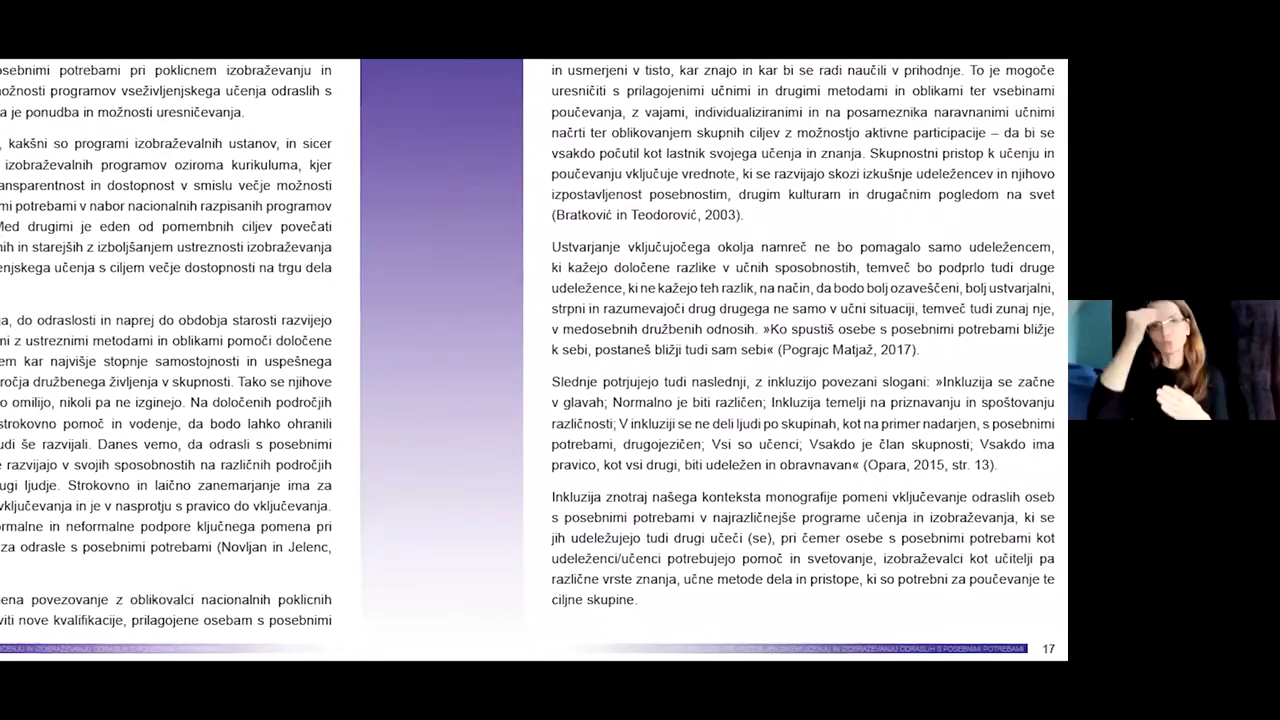 osebnimi potrebami pri poklicnem izobraževanju in
možnosti programov vseživljenjskega učenja odraslih s
a je ponudba in možnosti uresničevanja.
, kakšni so programi izobraževalnih ustanov, in sicer
izobraževalnih programov oziroma kurikuluma, kjer
ansparentnost in dostopnost v smislu večje možnosti
mi potrebami v nabor nacionalnih razpisanih programov
Med drugimi je eden od pomembnih ciljev povečati
nih in starejših z izboljšanjem ustreznosti izobraževanja
enjskega učenja s ciljem večje dostopnosti na trgu dela
ga, do odraslosti in naprej do obdobja starosti razvijejo
mi z ustreznimi metodami in oblikami pomoči določene
em kar najvišje stopnje samostojnosti in uspešnega
ročja družbenega življenja v skupnosti. Tako se njihove
o omilijo, nikoli pa ne izginejo. Na določenih področjih
strokovno pomoč in vodenje, da bodo lahko ohranili
udi še razvijali. Danes vemo, da odrasli s posebnimi
e razvijajo v svojih sposobnostih na različnih področjih
ugi ljudje. Strokovno in laično zanemarjanje ima za
vključevanja in je v nasprotju s pravico do vključevanja.
ormalne in neformalne podpore ključnega pomena pri
za odrasle s posebnimi potrebami (Novljan in Jelenc,
ena povezovanje z oblikovalci nacionalnih poklicnih
viti nove kvalifikacije, prilagojene osebam s posebnimi
in usmerjeni v tisto, kar znajo in kar bi se radi naučili v prihodnje. To je mogoče
uresničiti s prilagojenimi učnimi in drugimi metodami in oblikami ter vsebinami
poučevanja, z vajami, individualiziranimi in na posameznika naravnanimi učnimi
načrti ter oblikovanjem skupnih ciljev z možnostjo aktivne participacije – da bi se
vsakdo počutil kot lastnik svojega učenja in znanja. Skupnostni pristop k učenju in
poučevanju vključuje vrednote, ki se razvijajo skozi izkušnje udeležencev in njihovo
izpostavljenost posebnostim, drugim kulturam in drugačnim pogledom na svet
(Bratković in Teodorović, 2003).
Ustvarjanje vključujočega okolja namreč ne bo pomagalo samo udeležencem,
ki kažejo določene razlike v učnih sposobnostih, temveč bo podprlo tudi druge
udeležence, ki ne kažejo teh razlik, na način, da bodo bolj ozaveščeni, bolj ustvarjalni,
strpni in razumevajoči drug drugega ne samo v učni situaciji, temveč tudi zunaj nje,
v medosebnih družbenih odnosih. »Ko spustiš osebe s posebnimi potrebami bližje
k sebi, postaneš bližji tudi sam sebi« (Pograjc Matjaž, 2017).
Slednje potrjujejo tudi naslednji, z inkluzijo povezani slogani: »Inkluzija se začne
v glavah; Normalno je biti različen; Inkluzija temelji na priznavanju in spoštovanju
različnosti; V inkluziji se ne deli ljudi po skupinah, kot na primer nadarjen, s posebnimi
potrebami, drugojezičen; Vsi so učenci; Vsakdo je član skupnosti; Vsakdo ima
pravico, kot vsi drugi, biti udeležen in obravnavan« (Opara, 2015, str. 13).
Inkluzija znotraj našega konteksta monografije pomeni vključevanje odraslih oseb
s posebnimi potrebami v najrazličnejše programe učenja in izobraževanja, ki se
jih udeležujejo tudi drugi učeči (se), pri čemer osebe s posebnimi potrebami kot
udeleženci/učenci potrebujejo pomoč in svetovanje, izobraževalci kot učitelji pa
različne vrste znanja, učne metode dela in pristope, ki so potrebni za poučevanje te
ciljne skupine.
UČENJU IN IZOBRAŽEVANJU ODRASLIH S POSEBNIMI POTREBAMI
UČENJU IN IZOBRAŽEVANJU ODRASLIH S POSEBNIMI POTREBAMI 17